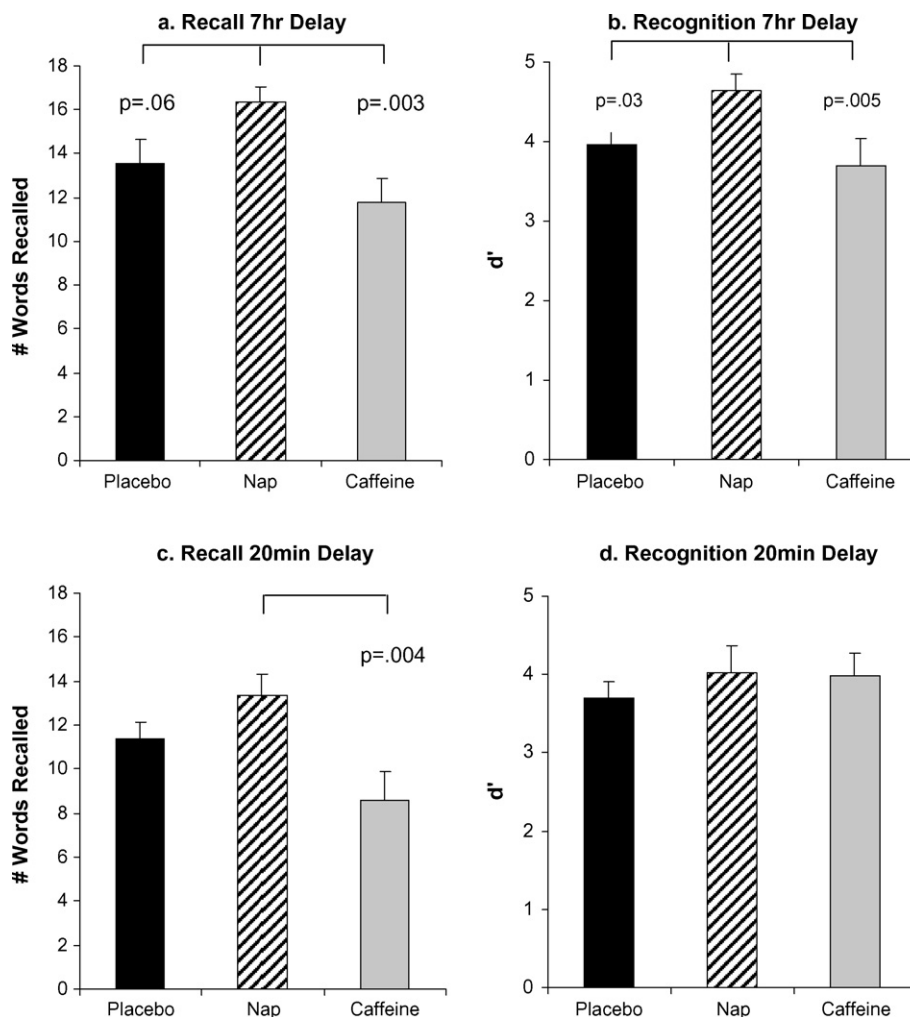 a. Recall 7hr Delay
18
16
14
12
10
8
6
4
2
0
# Words Recalled
p=.06
p=.003
Placebo
Nap
Caffeine
b. Recognition 7hr Delay
5
4
3
2
1
0
d'
p=.03
p=.005
Placebo
Nap
Caffeine
c. Recall 20min Delay
18
16
14
12
10
8
6
4
2
0
# Words Recalled
p=.004
Placebo
Nap
Caffeine
d. Recognition 20min Delay
5
4
3
2
1
0
d'
Placebo
Nap
Caffeine